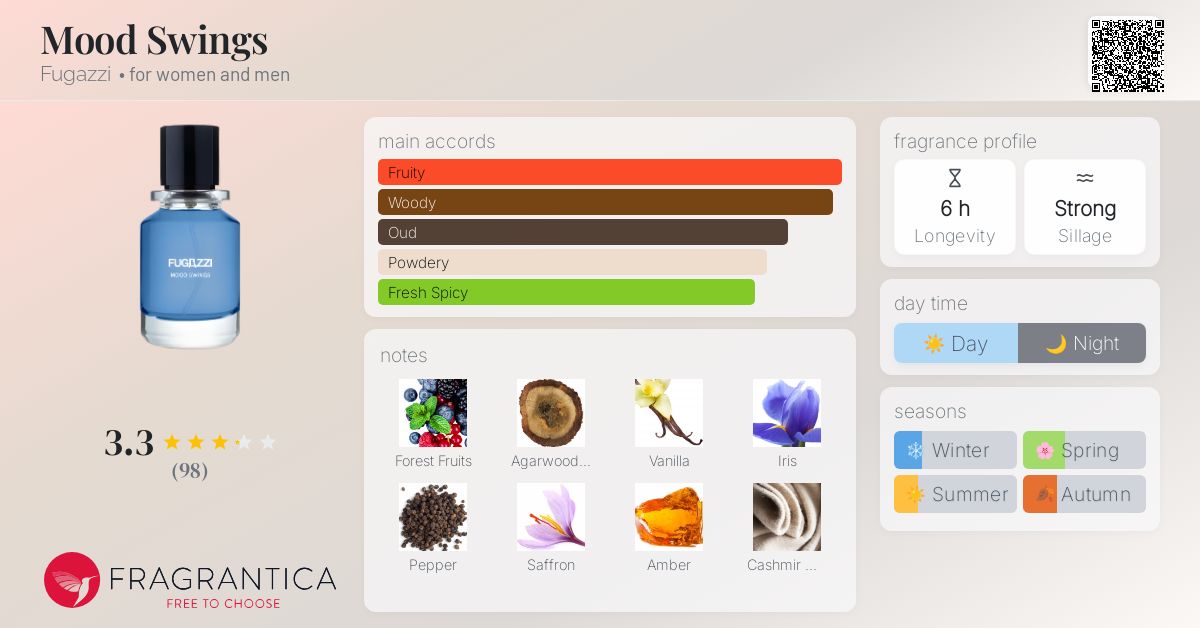 Mood Swings
Fugazzi • for women and men
FUGAZZI
MOOD SWINGS
3.3
(98)
FRAGRANTICA
FREE TO CHOOSE
main accords
Fruity
Woody
Oud
Powdery
Fresh Spicy
notes
Forest Fruits
Agarwood...
Vanilla
Iris
Pepper
Saffron
Amber
Cashmir ...
fragrance profile
6 h
Longevity
Strong
Sillage
day time
Day
Night
seasons
Winter
Spring
Summer
Autumn